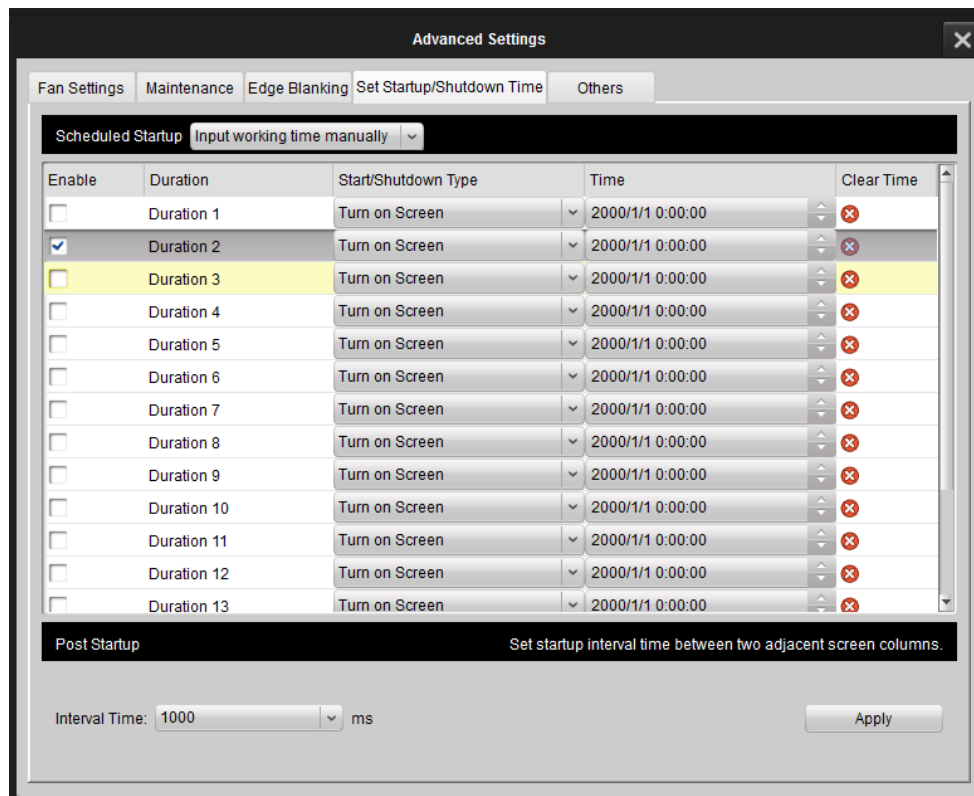 Advanced Settings
Fan Settings Maintenance Edge Blanking Set Startup/Shutdown Time Others
Scheduled Startup Input working time manually
Enable Duration Start/Shutdown Type Time Clear Time
Duration 1 Turn on Screen 2000/1/1 0:00:00
Duration 2 Turn on Screen 2000/1/1 0:00:00
Duration 3 Turn on Screen 2000/1/1 0:00:00
Duration 4 Turn on Screen 2000/1/1 0:00:00
Duration 5 Turn on Screen 2000/1/1 0:00:00
Duration 6 Turn on Screen 2000/1/1 0:00:00
Duration 7 Turn on Screen 2000/1/1 0:00:00
Duration 8 Turn on Screen 2000/1/1 0:00:00
Duration 9 Turn on Screen 2000/1/1 0:00:00
Duration 10 Turn on Screen 2000/1/1 0:00:00
Duration 11 Turn on Screen 2000/1/1 0:00:00
Duration 12 Turn on Screen 2000/1/1 0:00:00
Duration 13 Turn on Screen 2000/1/1 0:00:00
Post Startup Set startup interval time between two adjacent screen columns.
Interval Time: 1000 ms Apply